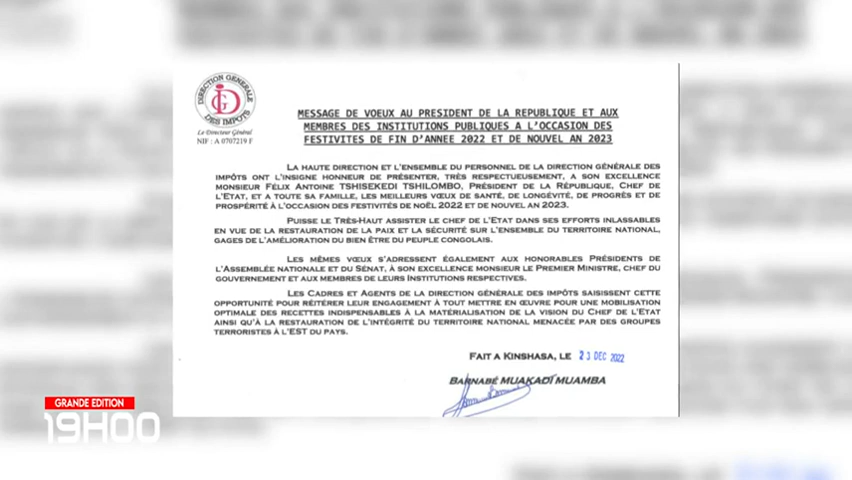 DIRECTION GENERALE DES IMPOTS
Le Directeur Général
NIF : A 0707219 F
MESSAGE DE VOEUX AU PRESIDENT DE LA REPUBLIQUE ET AUX
MEMBRES DES INSTITUTIONS PUBLIQUES A L'OCCASION DES
FESTIVITES DE FIN D'ANNEE 2022 ET DE NOUVEL AN 2023
LA HAUTE DIRECTION ET L'ENSEMBLE DU PERSONNEL DE LA DIRECTION GÉNÉRALE DES
IMPÔTS ONT L'INSIGNE HONNEUR DE PRÉSENTER, TRÈS RESPECTUEUSEMENT, A SON EXCELLENCE
MONSIEUR FÉLIX ANTOINE TSHISEKEDI TSHILOMBO, PRÉSIDENT DE LA RÉPUBLIQUE, CHEF DE
L'ETAT, ET A TOUTE SA FAMILLE, LES MEILLEURS VŒUX DE SANTÉ, DE LONGÉVITÉ, DE PROGRÈS ET DE
PROSPÉRITÉ À L'OCCASION DES FESTIVITÉS DE NOËL 2022 ET DE NOUVEL AN 2023.
PUISSE LE TRÈS-HAUT ASSISTER LE CHEF DE L'ETAT DANS SES EFFORTS INLASSABLES
EN VUE DE LA RESTAURATION DE LA PAIX ET LA SÉCURITÉ SUR L'ENSEMBLE DU TERRITOIRE NATIONAL,
GAGES DE L'AMÉLIORATION DU BIEN ÊTRE DU PEUPLE CONGOLAIS.
LES MÊMES VŒUX S'ADRESSENT ÉGALEMENT AUX HONORABLES PRÉSIDENTS DE
L'ASSEMBLÉE NATIONALE ET DU SÉNAT, À SON EXCELLENCE MONSIEUR LE PREMIER MINISTRE, CHEF DU
GOUVERNEMENT ET AUX MEMBRES DE LEURS INSTITUTIONS RESPECTIVES.
LES CADRES ET AGENTS DE LA DIRECTION GÉNÉRALE DES IMPÔTS SAISISSENT CETTE
OPPORTUNITÉ POUR RÉITÉRER LEUR ENGAGEMENT À TOUT METTRE EN ŒUVRE POUR UNE MOBILISATION
OPTIMALE DES RECETTES INDISPENSABLES À LA MATÉRIALISATION DE LA VISION DU CHEF DE L'ETAT
AINSI QU'À LA RESTAURATION DE L'INTÉGRITÉ DU TERRITOIRE NATIONAL MENACÉE PAR DES GROUPES
TERRORISTES À L'EST DU PAYS.
FAIT A KINSHASA, LE 23 DEC 2022
BARNABÉ MUAKADI MUAMBA
GRANDE EDITION
19H00